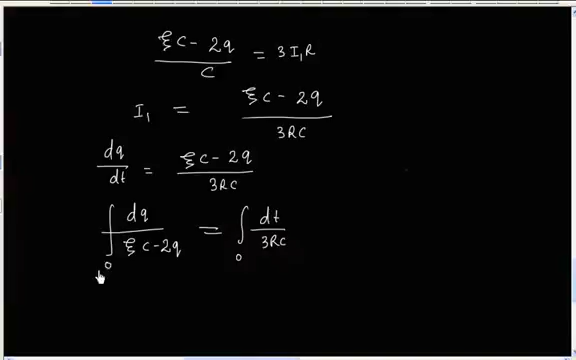 (ξC - 2q)/C = 3I₁R
I₁ = (ξC - 2q)/3RC
dq/dt = (ξC - 2q)/3RC
∫₀ dq/(ξC - 2q) = ∫₀ dt/3RC